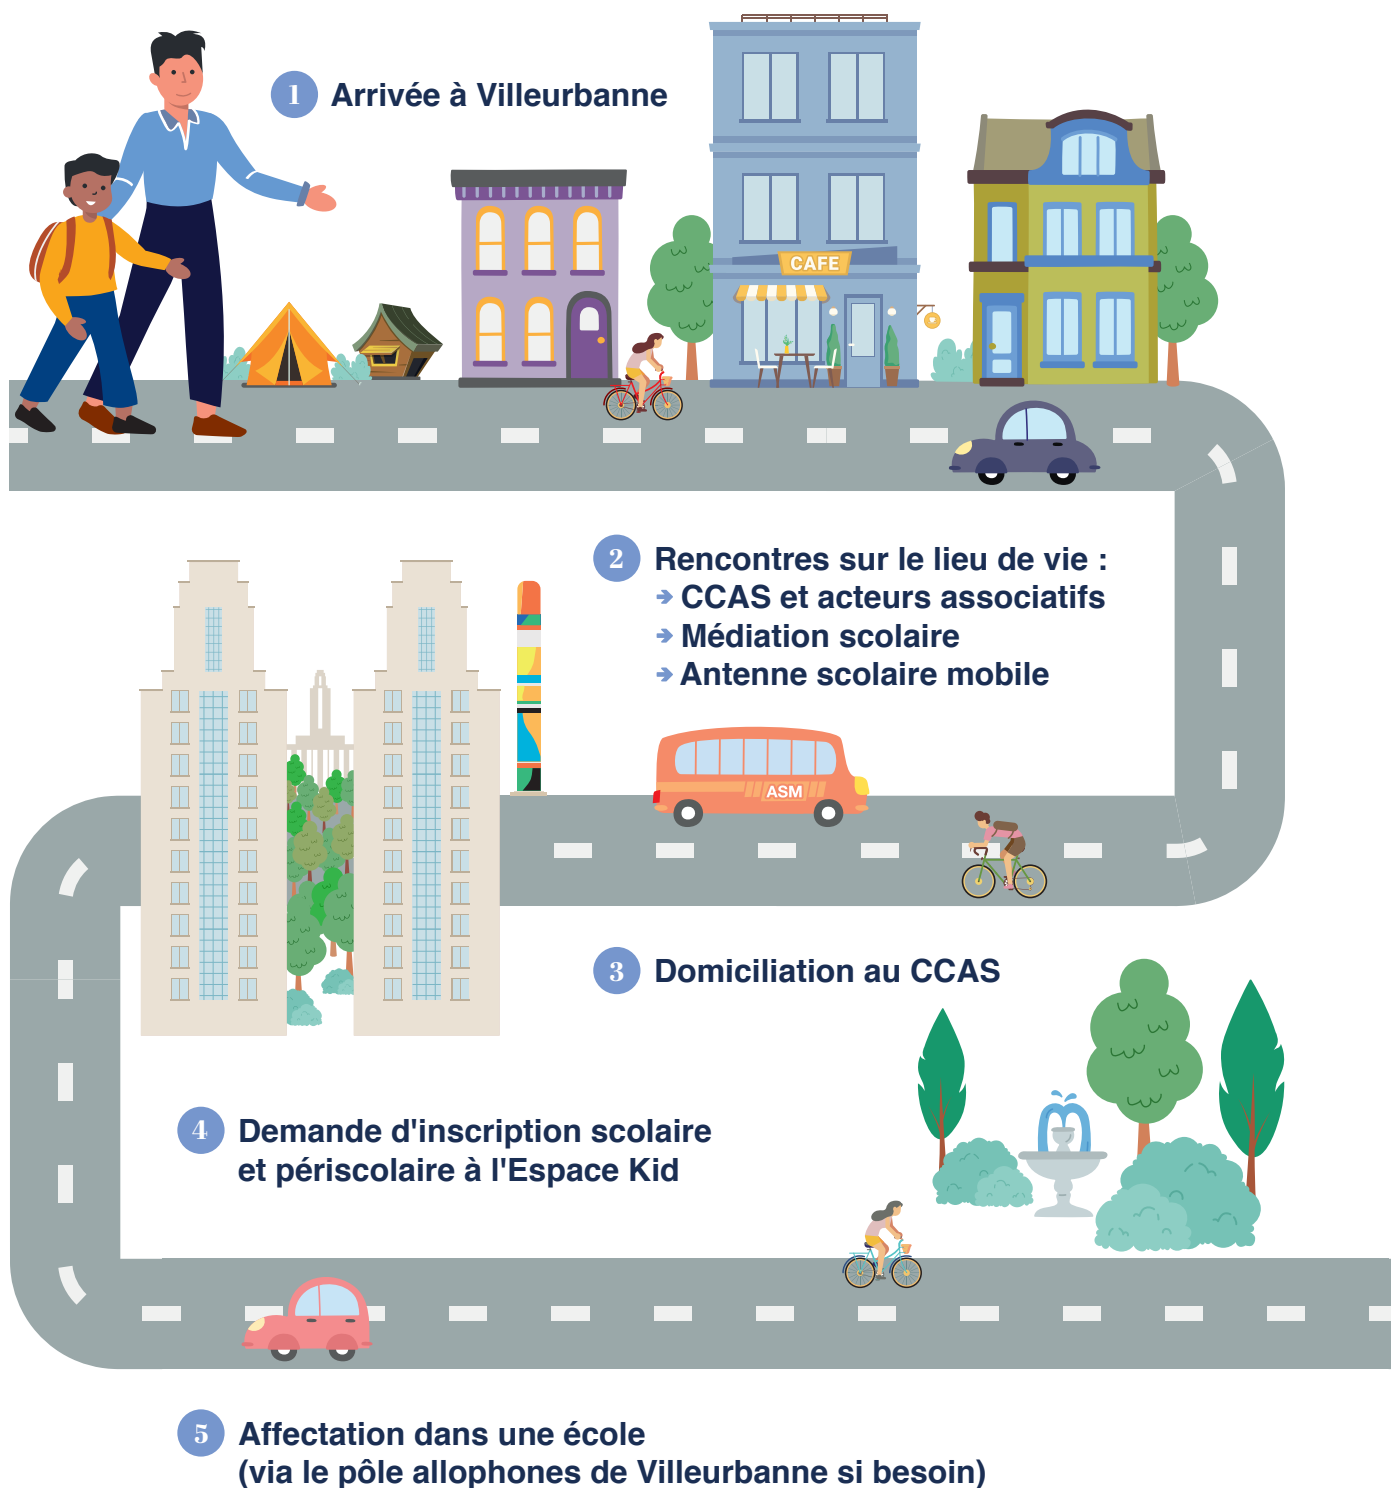 1 Arrivée à Villeurbanne
CAFE
2 Rencontres sur le lieu de vie :
➔ CCAS et acteurs associatifs
➔ Médiation scolaire
➔ Antenne scolaire mobile
ASM
3 Domiciliation au CCAS
4 Demande d'inscription scolaire
et périscolaire à l'Espace Kid
5 Affectation dans une école
(via le pôle allophones de Villeurbanne si besoin)